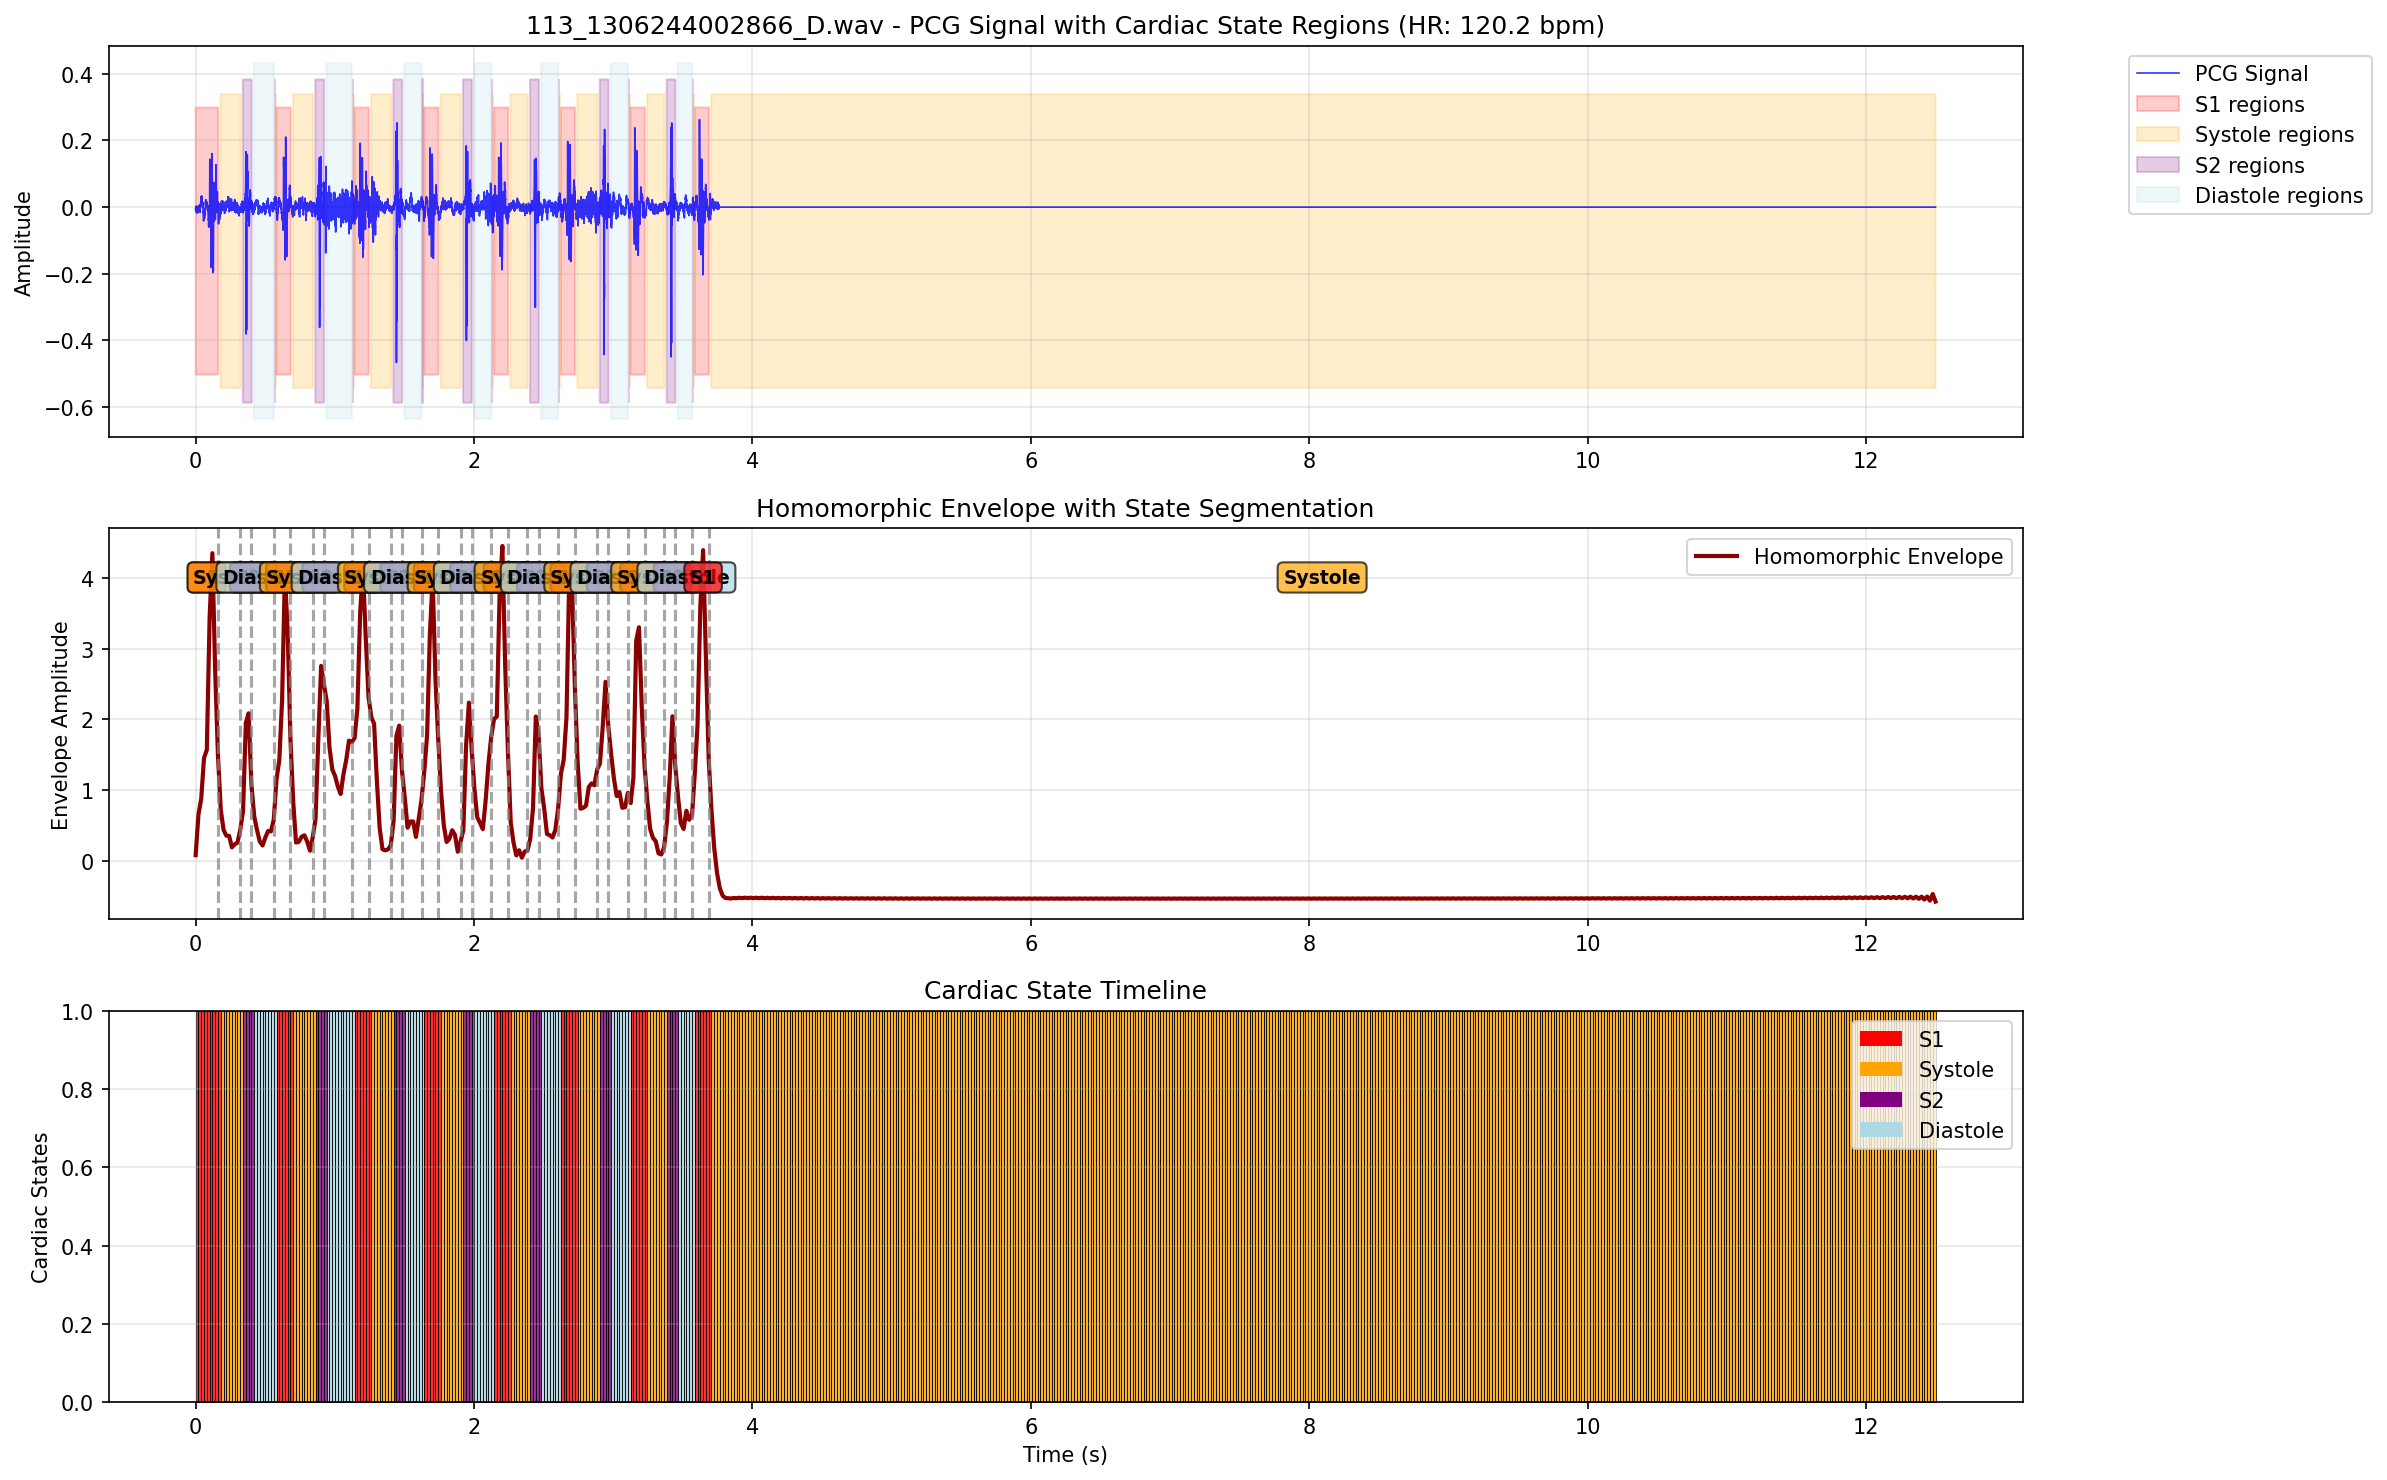 113_1306244002866_D.wav - PCG Signal with Cardiac State Regions (HR: 120.2 bpm)
Amplitude
0.4
0.2
0.0
−0.2
−0.4
−0.6
0 2 4 6 8 10 12
PCG Signal
S1 regions
Systole regions
S2 regions
Diastole regions
Homomorphic Envelope with State Segmentation
Envelope Amplitude
4
3
2
1
0
Homomorphic Envelope
S1
Systole
0 2 4 6 8 10 12
Cardiac State Timeline
Cardiac States
1.0
0.8
0.6
0.4
0.2
0.0
S1
Systole
S2
Diastole
0 2 4 6 8 10 12
Time (s)